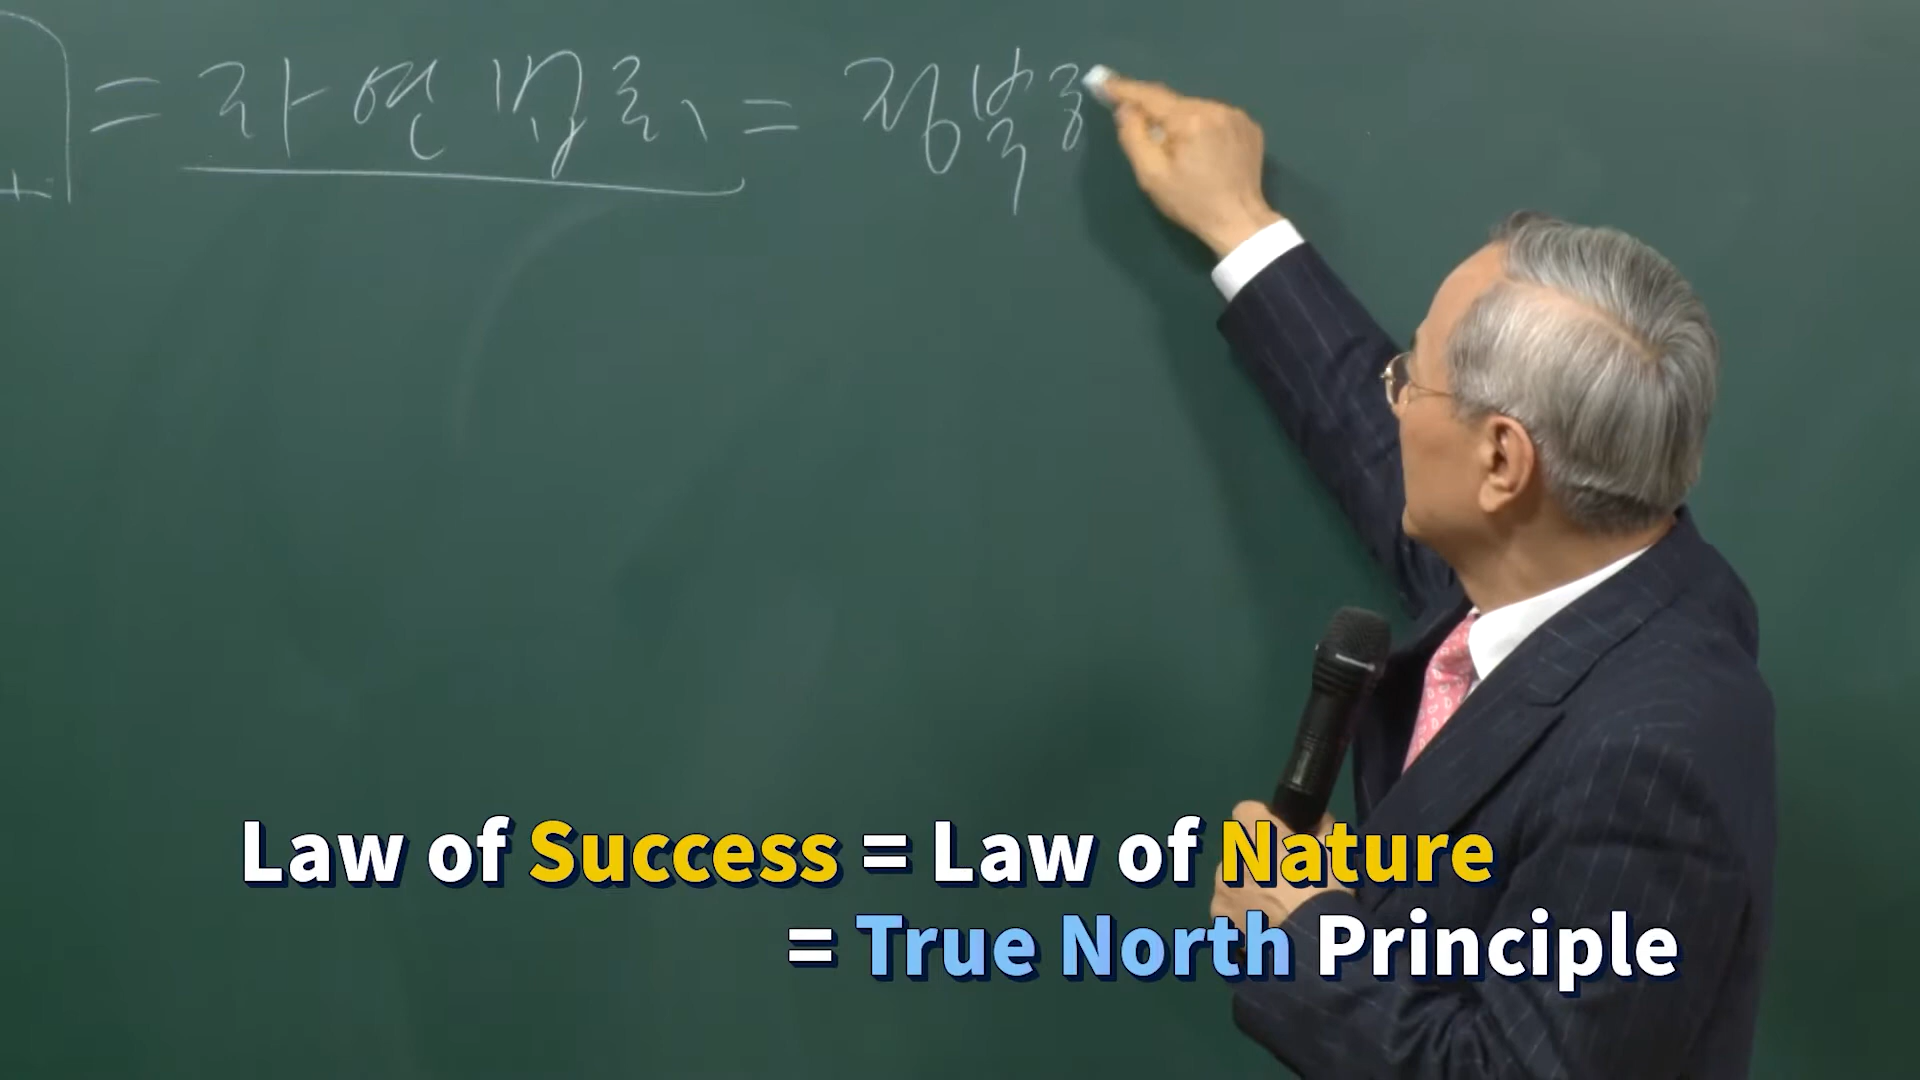 = 자연법칙 = 정북
Law of Success = Law of Nature
= True North Principle